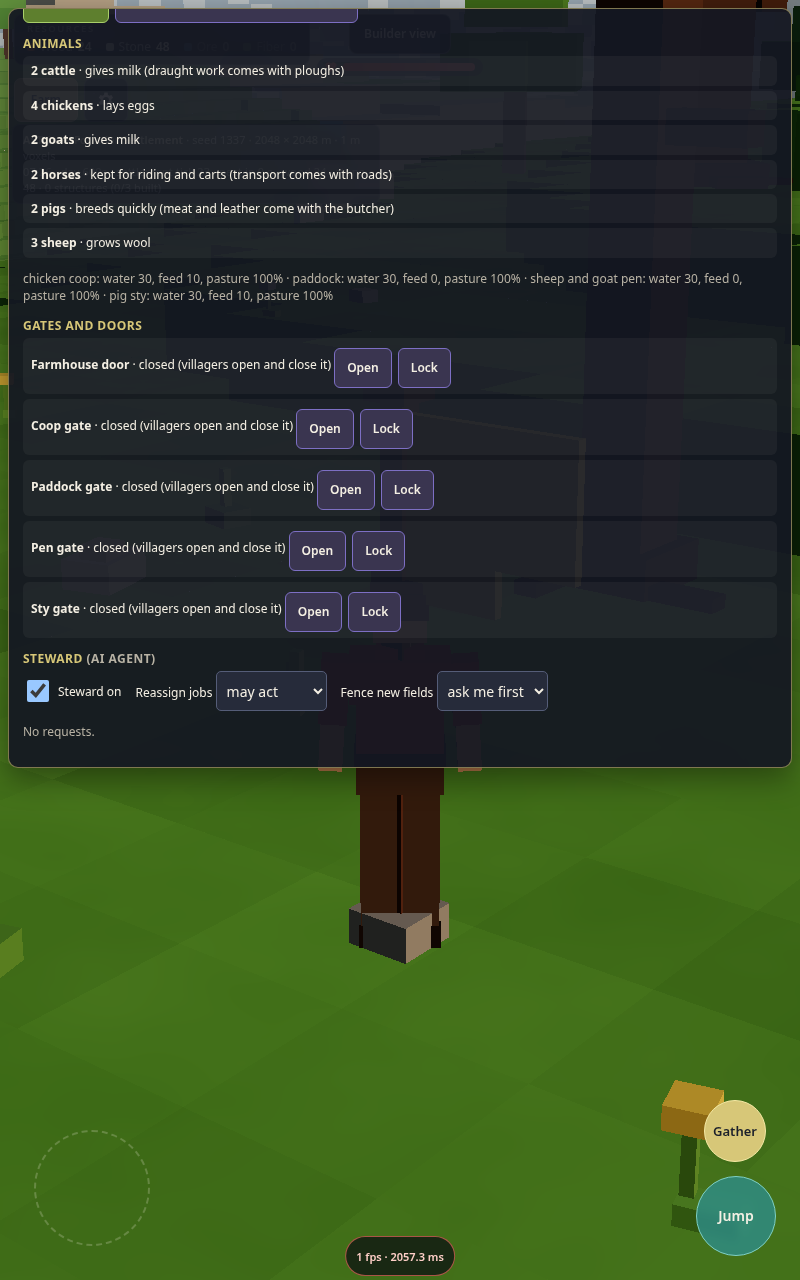 Builder view
Stone 48
ANIMALS
2 cattle · gives milk (draught work comes with ploughs)
4 chickens · lays eggs
2 goats · gives milk
2 horses · kept for riding and carts (transport comes with roads)
2 pigs · breeds quickly (meat and leather come with the butcher)
3 sheep · grows wool
chicken coop: water 30, feed 10, pasture 100% · paddock: water 30, feed 0, pasture 100% · sheep and goat pen: water 30, feed 0,
pasture 100% · pig sty: water 30, feed 10, pasture 100%
GATES AND DOORS
Farmhouse door · closed (villagers open and close it) Open Lock
Coop gate · closed (villagers open and close it) Open Lock
Paddock gate · closed (villagers open and close it) Open Lock
Pen gate · closed (villagers open and close it) Open Lock
Sty gate · closed (villagers open and close it) Open Lock
STEWARD (AI AGENT)
Steward on Reassign jobs may act Fence new fields ask me first
No requests.
Gather
Jump
1 fps · 2057.3 ms